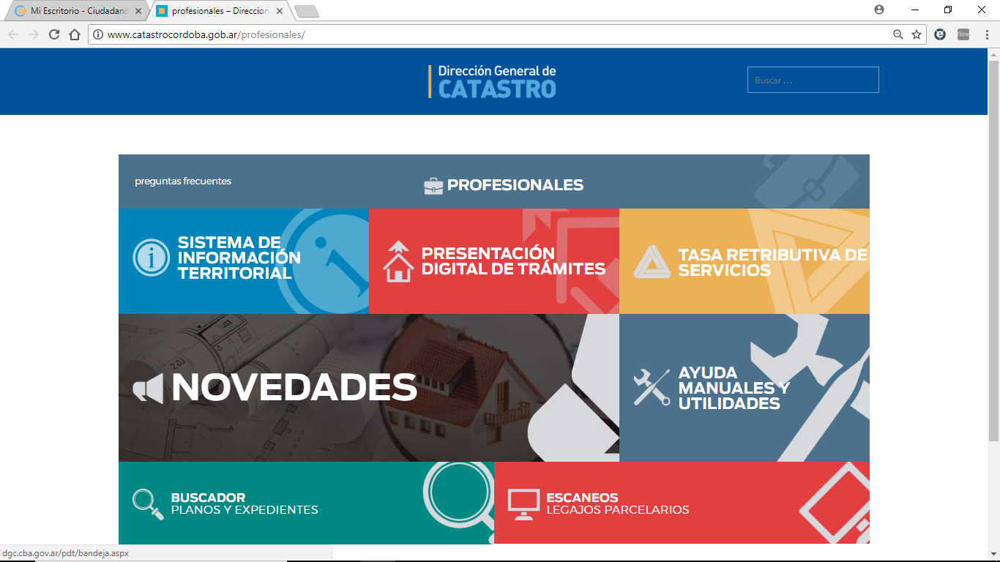 Mi Escritorio - Ciudadano
profesionales – Direccion
www.catastrocordoba.gob.ar/profesionales/
Dirección General de
CATASTRO
Buscar …
preguntas frecuentes
PROFESIONALES
SISTEMA DE
INFORMACIÓN
TERRITORIAL
PRESENTACIÓN
DIGITAL DE TRÁMITES
TASA RETRIBUTIVA DE
SERVICIOS
2.03
NOVEDADES
AYUDA
MANUALES Y
UTILIDADES
BUSCADOR
PLANOS Y EXPEDIENTES
ESCANEOS
LEGAJOS PARCELARIOS
dgc.cba.gov.ar/pdt/bandeja.aspx